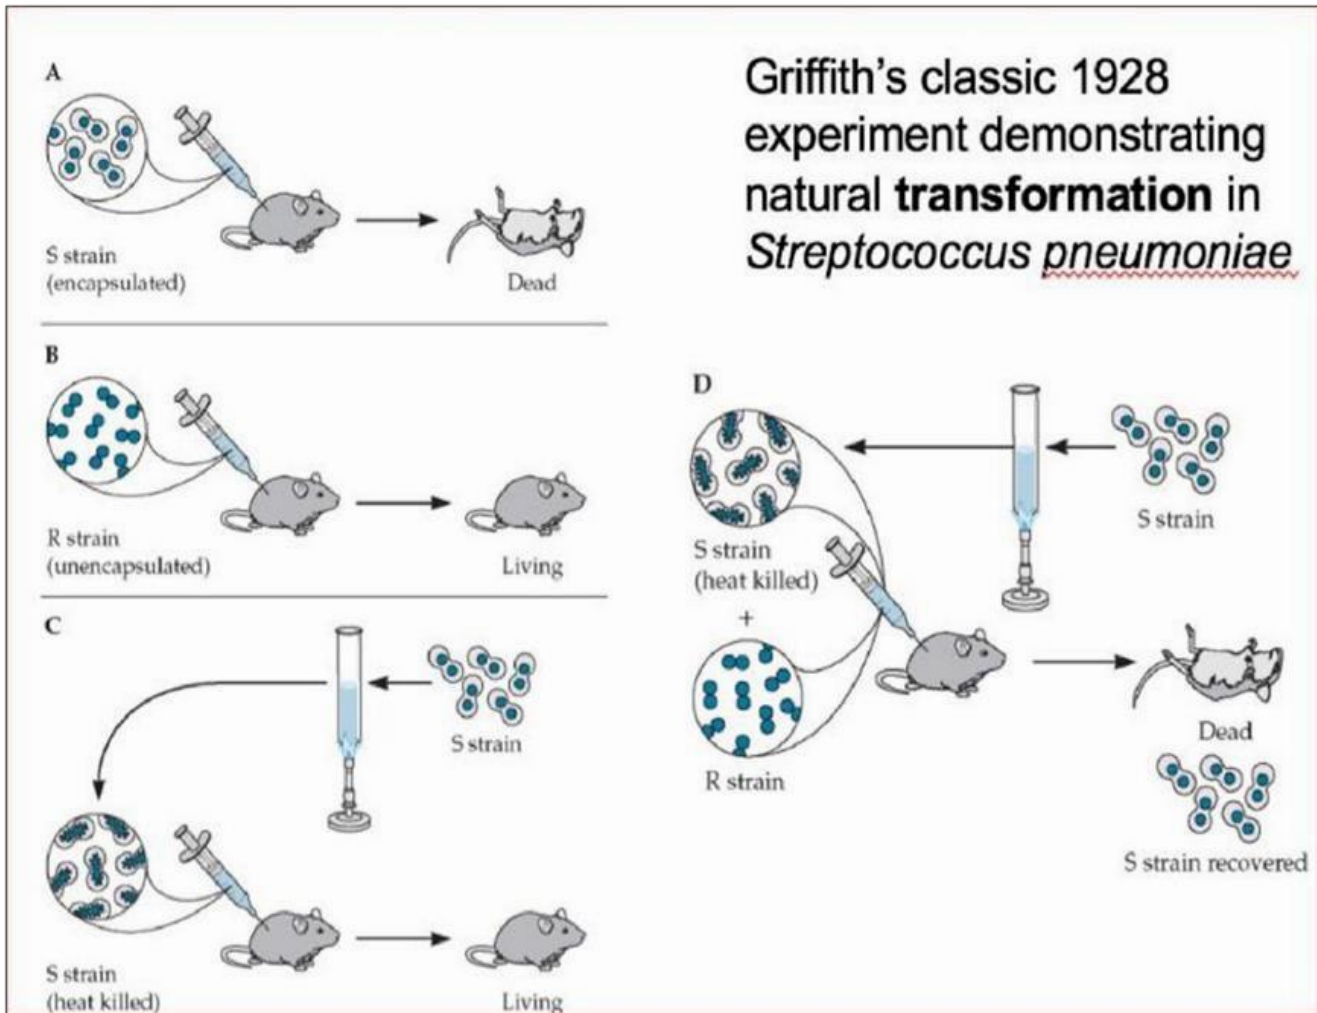 Griffith's classic 1928
experiment demonstrating
natural transformation in
Streptococcus pneumoniae
A
S strain
(encapsulated)
Dead
B
R strain
(unencapsulated)
Living
C
S strain
S strain
(heat killed)
Living
D
S strain
S strain
(heat killed)
+
R strain
Dead
S strain recovered